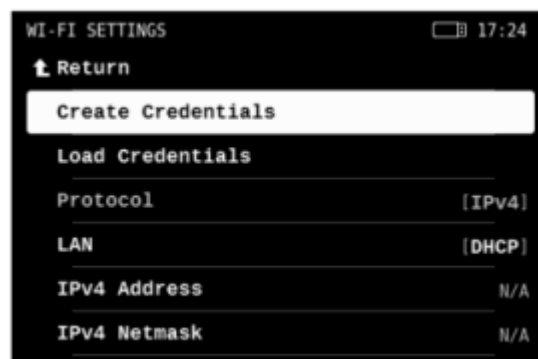 WI-FI SETTINGS 17:24
Return
Create Credentials
Load Credentials
Protocol [IPv4]
LAN [DHCP]
IPv4 Address N/A
IPv4 Netmask N/A